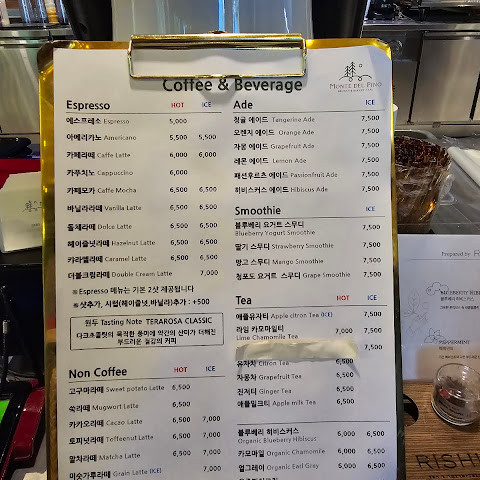 Coffee & Beverage
MONTE DEL PINO
Espresso HOT ICE
에스프레소 Espresso 5,000
아메리카노 Americano 5,500 5,500
카페라떼 Caffe Latte 6,000 6,000
카푸치노 Cappuccino 6,000
카페모카 Caffe Mocha 6,500 6,500
바닐라라떼 Vanilla Latte 6,500 6,500
돌체라떼 Dolce Latte 6,500 6,500
헤이즐넛라떼 Hazelnut Latte 6,500 6,500
카라멜라떼 Caramel Latte 6,500 6,500
더블크림라떼 Double Cream Latte 7,000
※Espresso 메뉴는 기본 2샷 제공됩니다
※샷추가, 시럽(헤이즐넛,바닐라)추가 : +500
원두 Tasting Note TERAROSA CLASSIC
다크초콜릿의 묵직한 풍미에 약간의 산미가 더해진
부드러운 질감의 커피
Non Coffee HOT ICE
고구마라떼 Sweet potato Latte 6,500
쑥라떼 Mugwort Latte 6,500
카카오라떼 Cacao Latte 6,500 7,000
토피넛라떼 Toffeenut Latte 6,500 7,000
말차라떼 Matcha Latte 6,500 7,000
미숫가루라떼 Grain Latte (ICE) 7,000
Ade ICE
청귤 에이드 Tangerine Ade 7,500
오렌지 에이드 Orange Ade 7,500
자몽 에이드 Grapefruit Ade 7,500
레몬 에이드 Lemon Ade 7,500
패션후르츠 에이드 Passionfruit Ade 7,500
히비스커스 에이드 Hibiscus Ade 7,500
Smoothie ICE
블루베리 요거트 스무디 7,500
Blueberry Yogurt Smoothie
딸기 스무디 Strawberry Smoothie 7,500
망고 스무디 Mango Smoothie 7,500
청포도 요거트 스무디 Grape Smoothie 7,500
Tea HOT ICE
애플유자티 Apple citron Tea (ICE) 7,500
라임 카모마일티 7,000 7,500
Lime Chamomile Tea
7,500
유자차 Citron Tea 6,500
자몽차 Grapefruit Tea 6,500
진저티 Ginger Tea 6,500
애플밀크티 Apple milk Tea 6,500
블루베리 히비스커스 6,000 6,500
Organic Blueberry Hibiscus
카모마일 Organic Chamomile 6,000 6,500
얼그레이 Organic Earl Grey 6,000 6,500
Prepared by
BLUEBERRY
블루베리
PEPPERMINT
페퍼민트
RISHI